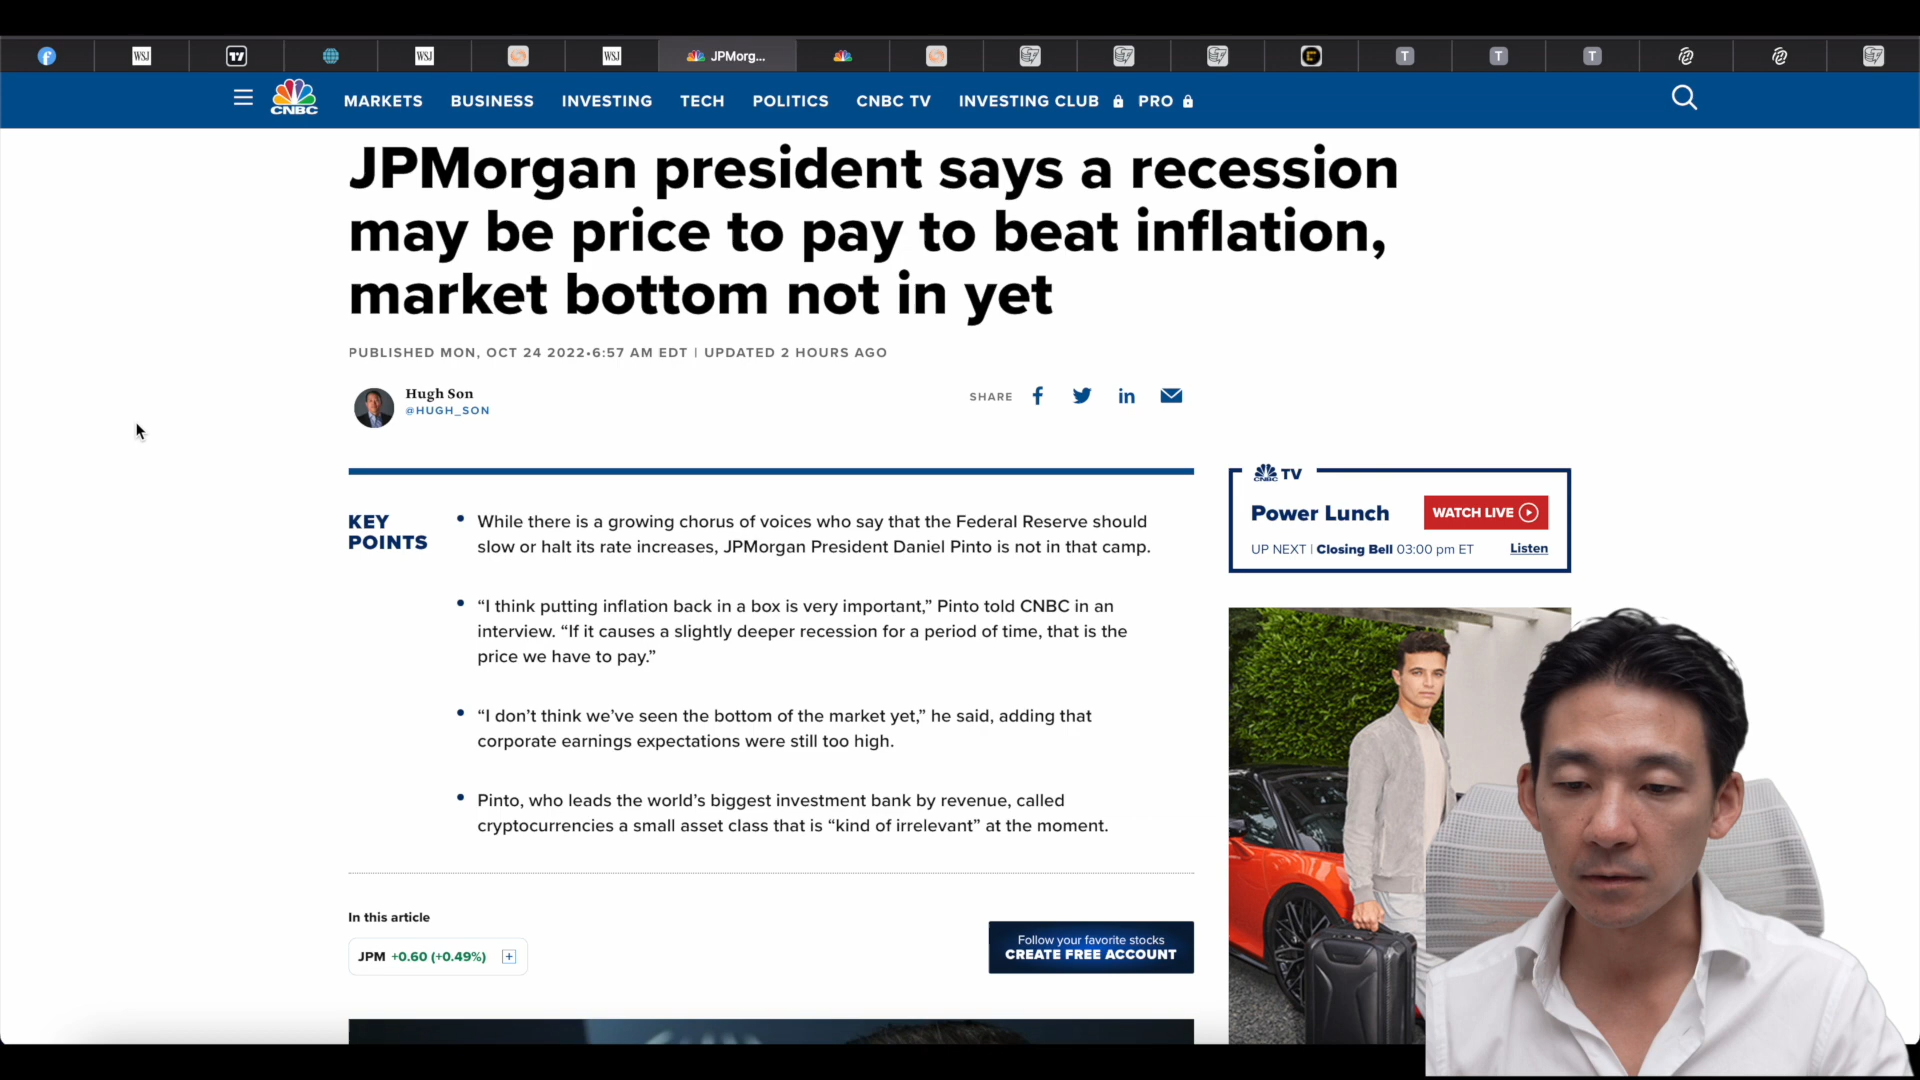 WSJ
WSJ
WSJ
JPMorg...
T
T
T
CNBC
MARKETS
BUSINESS
INVESTING
TECH
POLITICS
CNBC TV
INVESTING CLUB
PRO
JPMorgan president says a recession
may be price to pay to beat inflation,
market bottom not in yet
PUBLISHED MON, OCT 24 2022•6:57 AM EDT | UPDATED 2 HOURS AGO
Hugh Son
@HUGH_SON
SHARE
KEY
POINTS
While there is a growing chorus of voices who say that the Federal Reserve should
slow or halt its rate increases, JPMorgan President Daniel Pinto is not in that camp.
“I think putting inflation back in a box is very important,” Pinto told CNBC in an
interview. “If it causes a slightly deeper recession for a period of time, that is the
price we have to pay.”
“I don’t think we’ve seen the bottom of the market yet,” he said, adding that
corporate earnings expectations were still too high.
Pinto, who leads the world’s biggest investment bank by revenue, called
cryptocurrencies a small asset class that is “kind of irrelevant” at the moment.
In this article
JPM +0.60 (+0.49%)
Follow your favorite stocks
CREATE FREE ACCOUNT
CNBC TV
Power Lunch
WATCH LIVE
UP NEXT | Closing Bell 03:00 pm ET
Listen